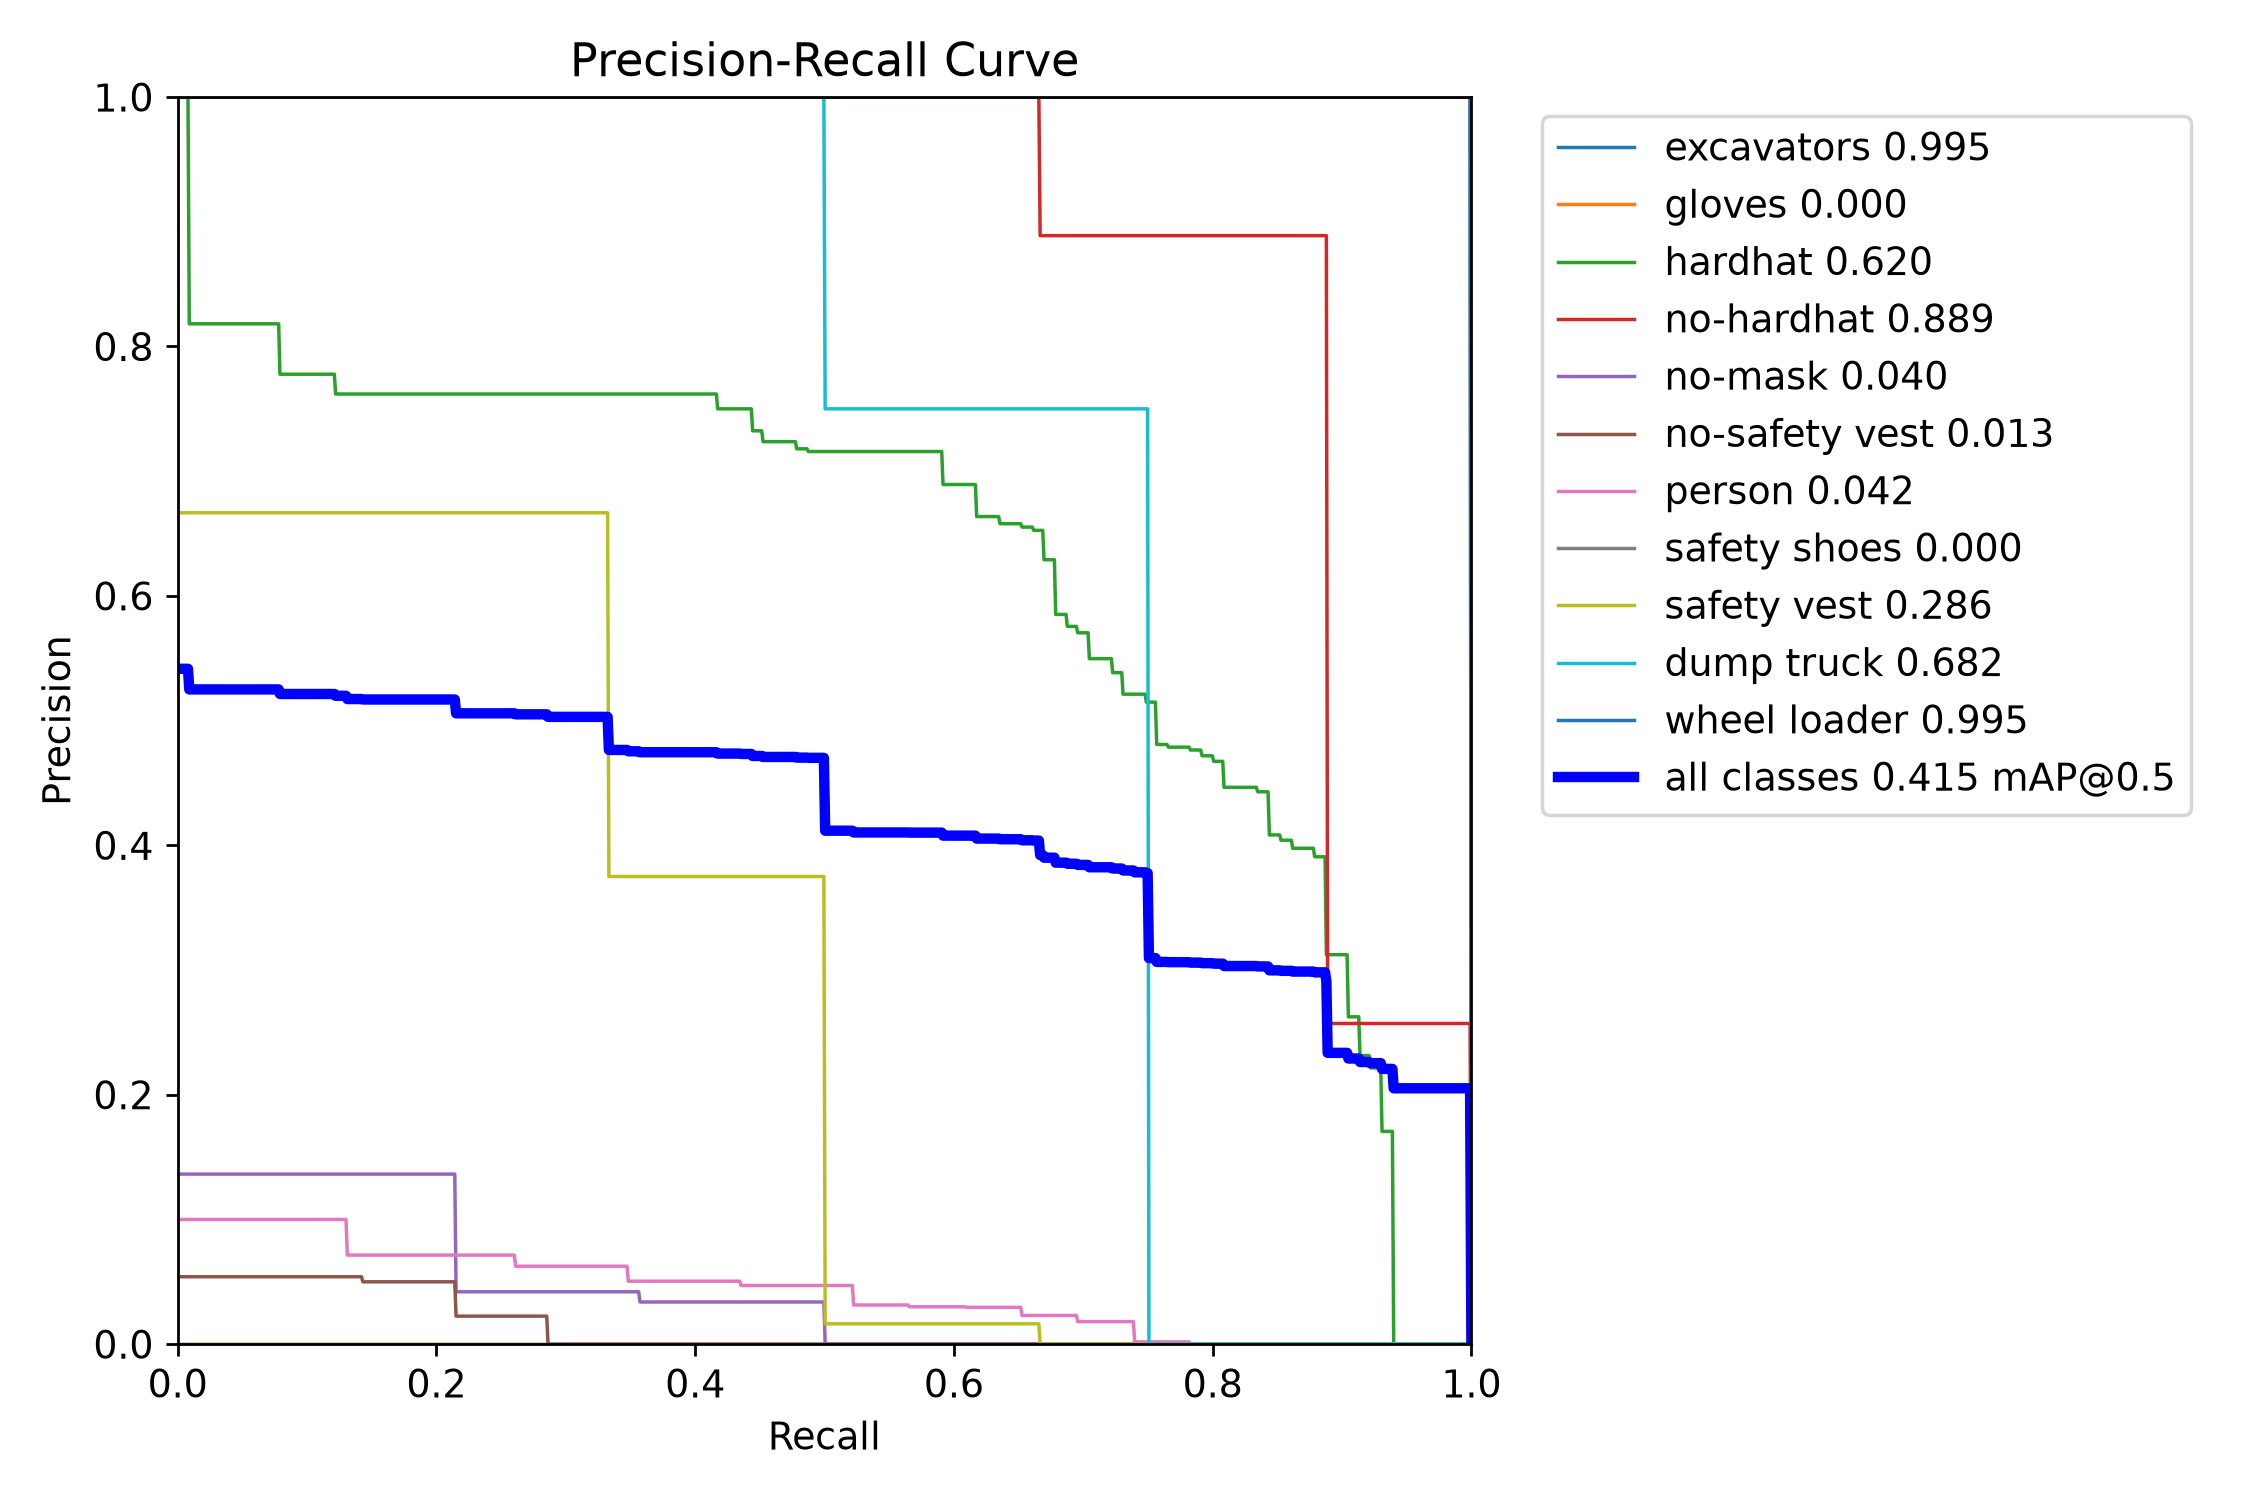 Precision-Recall Curve
1.0
0.8
0.6
0.4
0.2
0.0
Precision
0.0 0.2 0.4 0.6 0.8 1.0
Recall
excavators 0.995
gloves 0.000
hardhat 0.620
no-hardhat 0.889
no-mask 0.040
no-safety vest 0.013
person 0.042
safety shoes 0.000
safety vest 0.286
dump truck 0.682
wheel loader 0.995
all classes 0.415 mAP@0.5